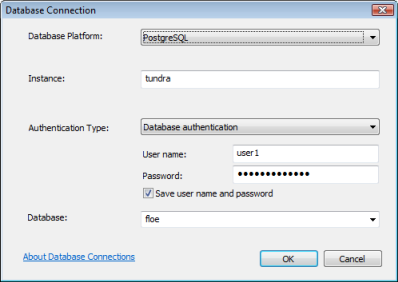 Database Connection
Database Platform: PostgreSQL
Instance: tundra
Authentication Type: Database authentication
User name: user1
Password: •••••••••••••
Save user name and password
Database: floe
About Database Connections OK Cancel